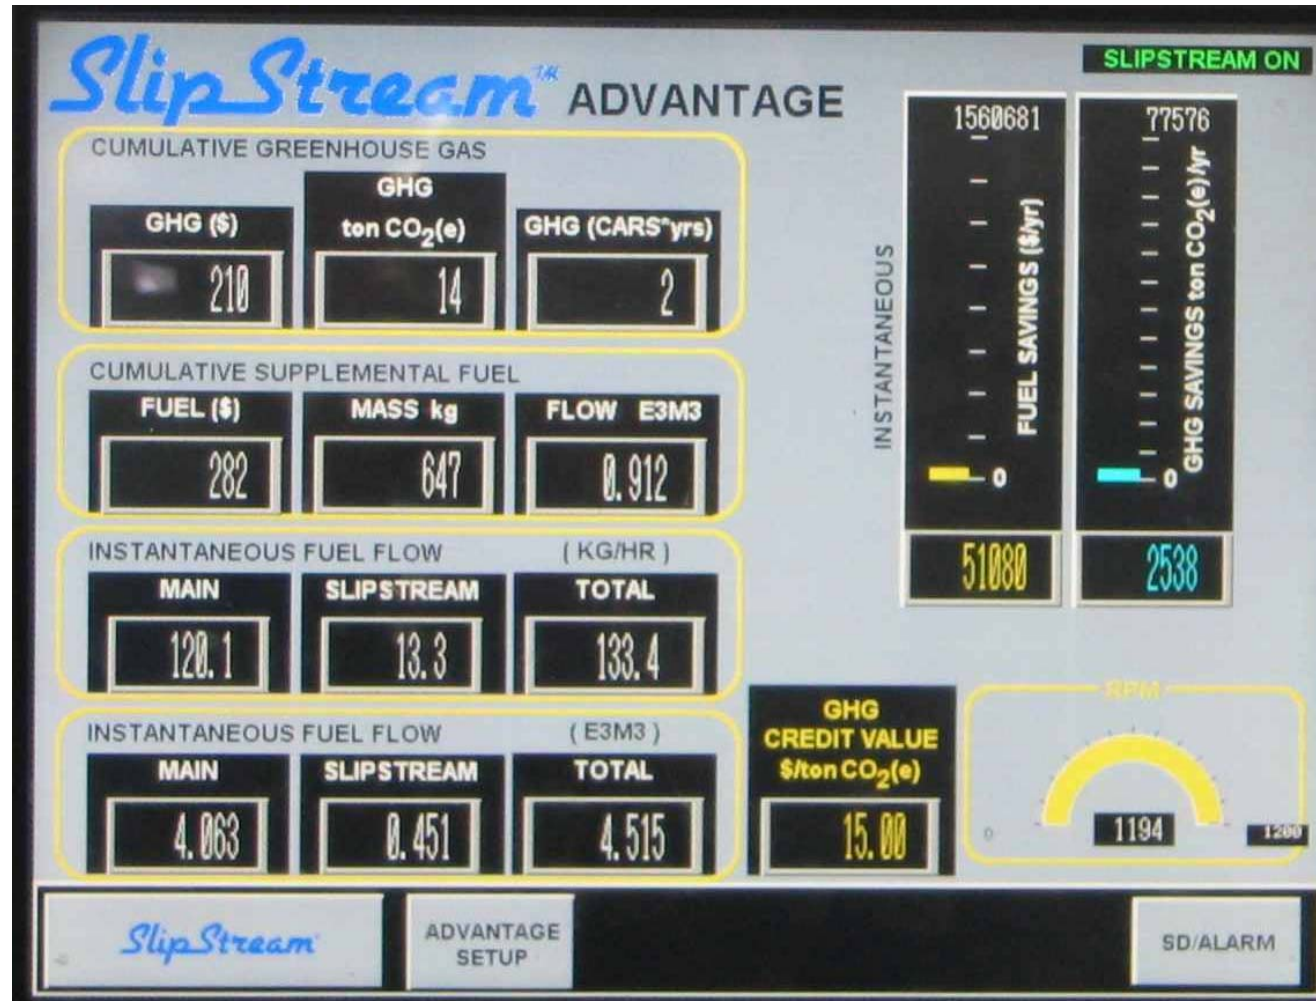 SlipStream™ ADVANTAGE
SLIPSTREAM ON
CUMULATIVE GREENHOUSE GAS
GHG ($)
GHG
ton CO₂(e)
GHG (CARS*yrs)
210 14 2
CUMULATIVE SUPPLEMENTAL FUEL
FUEL ($) MASS kg FLOW E3M3
282 647 0.912
INSTANTANEOUS FUEL FLOW (KG/HR)
MAIN SLIPSTREAM TOTAL
120.1 13.3 133.4
INSTANTANEOUS FUEL FLOW (E3M3)
MAIN SLIPSTREAM TOTAL
4.063 0.451 4.515
INSTANTANEOUS
1560681
FUEL SAVINGS ($/yr)
0
51080
77576
GHG SAVINGS ton CO₂(e)/yr
0
2538
GHG
CREDIT VALUE
$/ton CO₂(e)
15.00
RPM
0 1194 1200
SlipStream
ADVANTAGE
SETUP
SD/ALARM